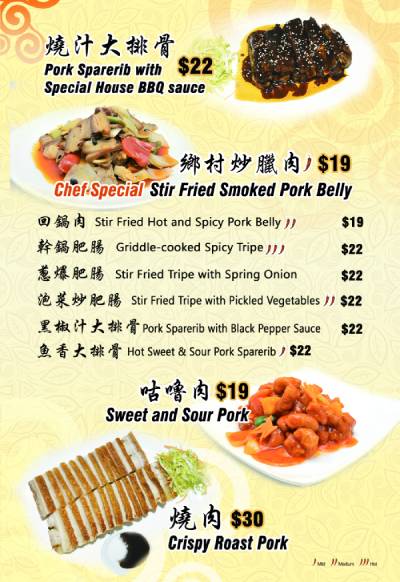 燒汁大排骨
Pork Sparerib with $22
Special House BBQ sauce
鄉村炒臘肉 $19
Chef Special Stir Fried Smoked Pork Belly
回鍋肉 Stir Fried Hot and Spicy Pork Belly $19
幹鍋肥腸 Griddle-cooked Spicy Tripe $22
蔥爆肥腸 Stir Fried Tripe with Spring Onion $22
泡菜炒肥腸 Stir Fried Tripe with Pickled Vegetables $22
黑椒汁大排骨 Pork Sparerib with Black Pepper Sauce $22
魚香大排骨 Hot Sweet & Sour Pork Sparerib $22
咕嚕肉 $19
Sweet and Sour Pork
燒肉 $30
Crispy Roast Pork
Mild Medium Hot